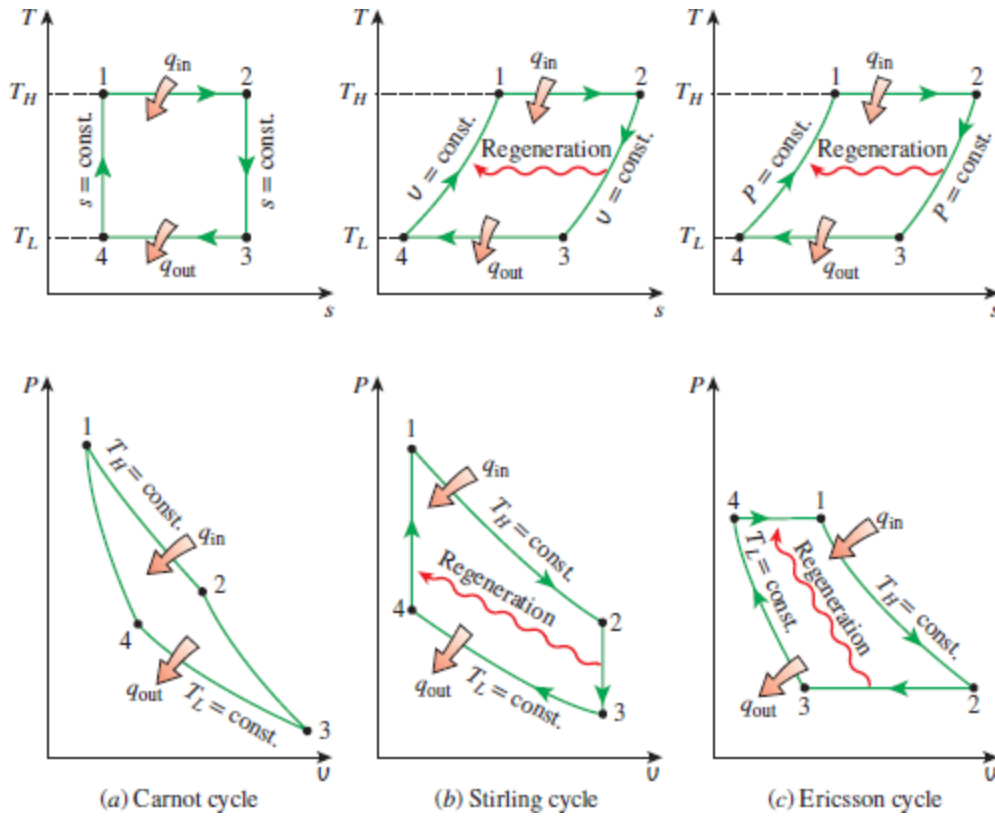 T
q_in
1
2
T_H
s = const.
s = const.
T_L
4
3
q_out
s
T
q_in
1
2
T_H
υ = const.
Regeneration
υ = const.
T_L
4
3
q_out
s
T
q_in
1
2
T_H
P = const.
Regeneration
P = const.
T_L
4
3
q_out
s
P
1
T_H = const.
q_in
2
4
q_out
T_L = const.
3
υ
(a) Carnot cycle
P
1
q_in
T_H = const.
Regeneration
4
2
q_out
T_L = const.
3
υ
(b) Stirling cycle
P
4
1
q_in
T_L = const.
Regeneration
T_H = const.
q_out
3
2
υ
(c) Ericsson cycle